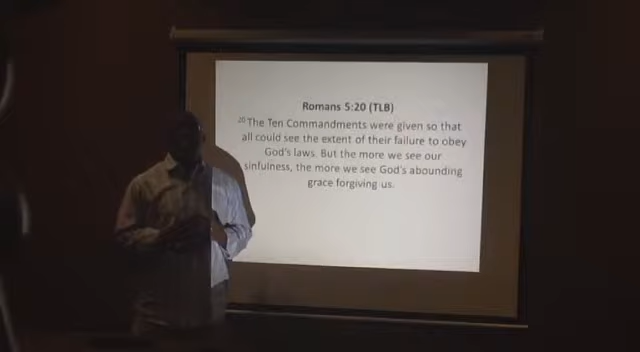 Romans 5:20 (TLB)
20 The Ten Commandments were given so that
all could see the extent of their failure to obey
God's laws. But the more we see our
sinfulness, the more we see God's abounding
grace forgiving us.